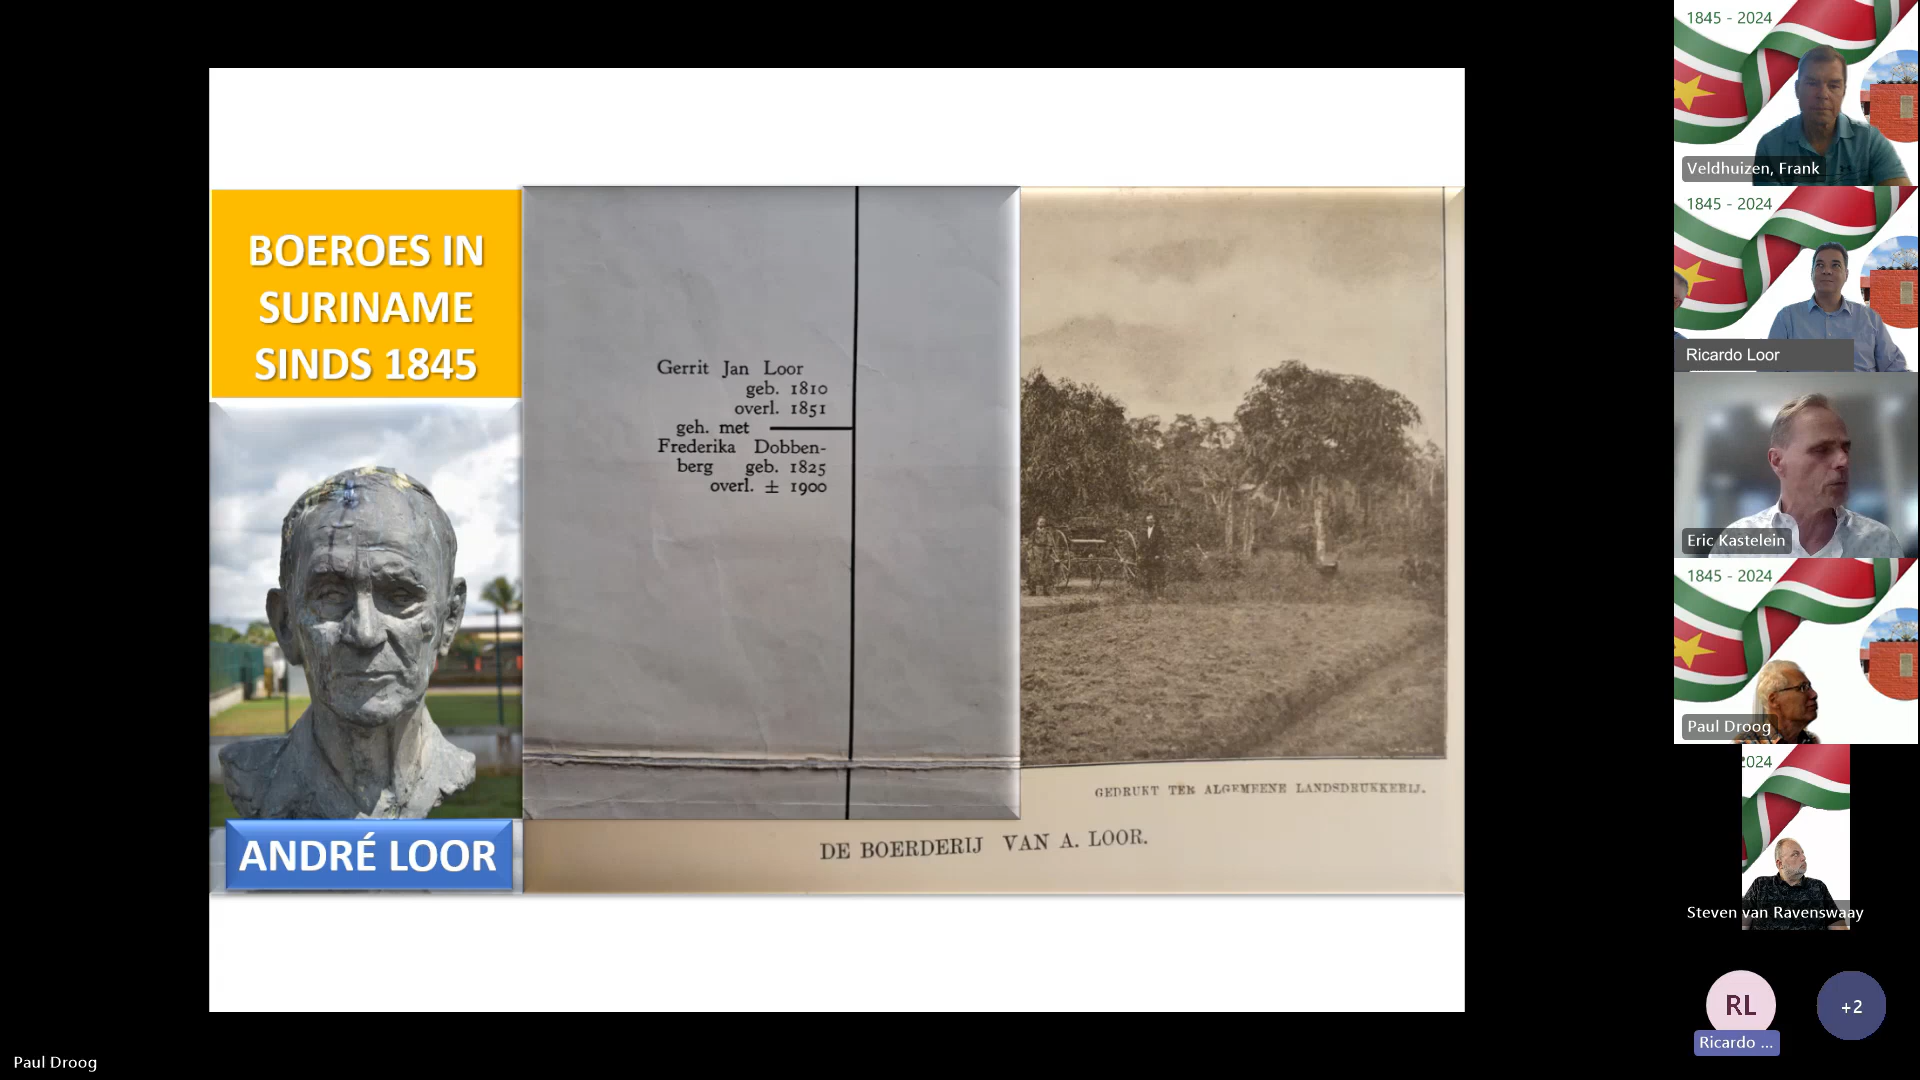 BOEROES IN
SURINAME
SINDS 1845
ANDRÉ LOOR
Gerrit Jan Loor
geb. 1810
overl. 1851
geh. met
Frederika Dobben-
berg geb. 1825
overl. ± 1900
GEDRUKT TER ALGEMEENE LANDSDRUKKERIJ.
DE BOERDERIJ VAN A. LOOR.
1845 - 2024
Veldhuizen, Frank
1845 - 2024
Ricardo Loor
Eric Kastelein
1845 - 2024
Paul Droog
2024
Steven van Ravenswaay
RL
+2
Ricardo ...
Paul Droog